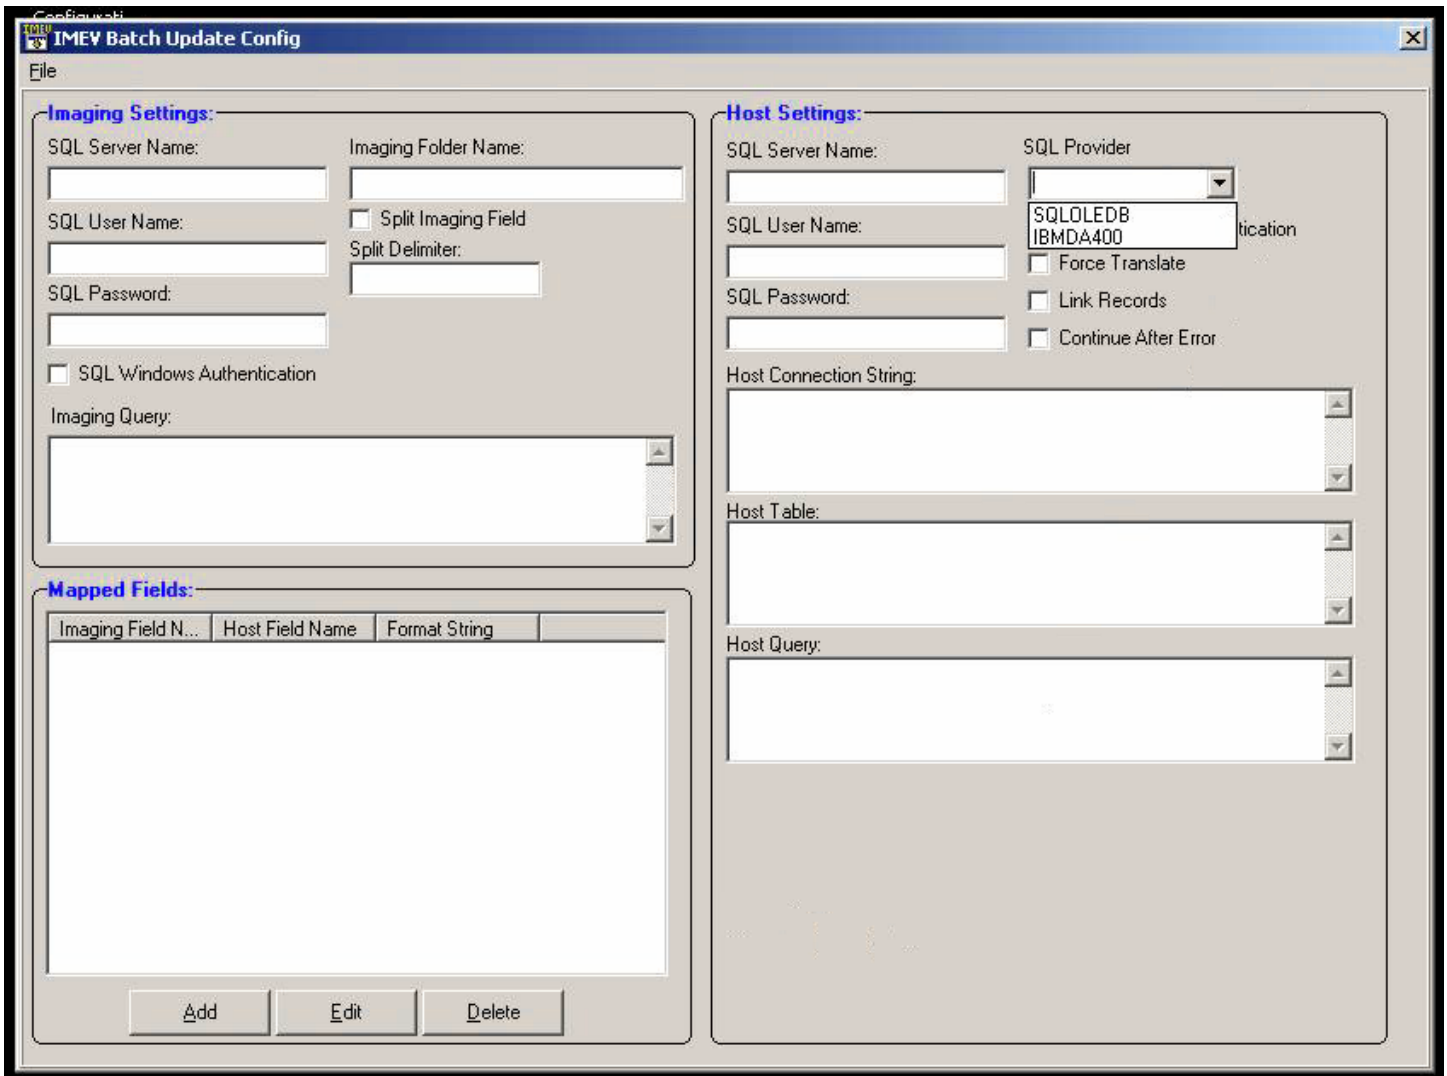 Configurati
IMEV Batch Update Config
File
Imaging Settings:
SQL Server Name:
Imaging Folder Name:
SQL User Name:
Split Imaging Field
Split Delimiter:
SQL Password:
SQL Windows Authentication
Imaging Query:
Mapped Fields:
Imaging Field N... Host Field Name Format String
Add Edit Delete
Host Settings:
SQL Server Name:
SQL Provider
SQLOLEDB
IBMDA400
SQL User Name:
tication
Force Translate
SQL Password:
Link Records
Continue After Error
Host Connection String:
Host Table:
Host Query: